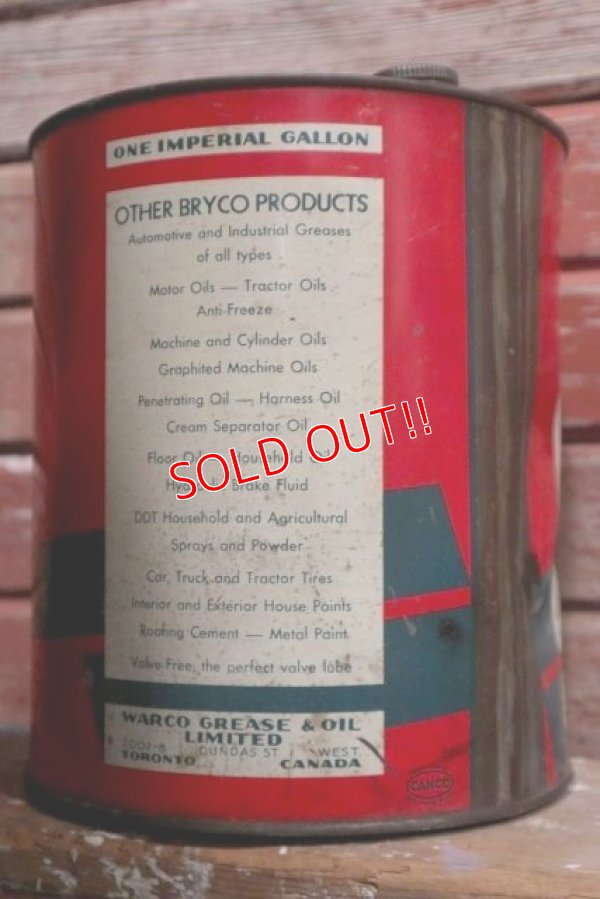 ONE IMPERIAL GALLON
OTHER BRYCO PRODUCTS
Automotive and Industrial Greases
of all types
Motor Oils — Tractor Oils
Anti-Freeze
Machine and Cylinder Oils
Graphited Machine Oils
Penetrating Oil — Harness Oil
Cream Separator Oil
Floor Household
SOLD OUT!!
Brake Fluid
DDT Household and Agricultural
Sprays and Powder
Car, Truck and Tractor Tires
Interior and Exterior House Paints
Roofing Cement — Metal Paint
Valve-Free, the perfect valve lube
WARCO GREASE & OIL
LIMITED
DUNDAS ST. WEST
TORONTO CANADA
CANCO